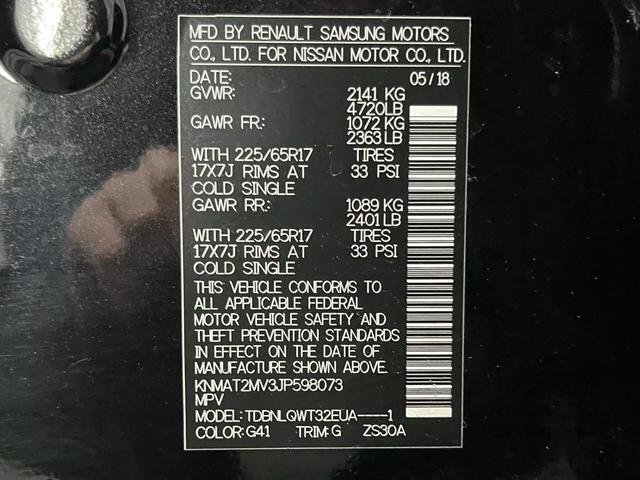 MFD BY RENAULT SAMSUNG MOTORS
CO., LTD. FOR NISSAN MOTOR CO., LTD.
DATE: 05/18
GVWR: 2141 KG
4720LB
GAWR FR: 1072 KG
2363LB
WITH 225/65R17 TIRES
17X7J RIMS AT 33 PSI
COLD SINGLE
GAWR RR: 1089 KG
2401LB
WITH 225/65R17 TIRES
17X7J RIMS AT 33 PSI
COLD SINGLE
THIS VEHICLE CONFORMS TO
ALL APPLICABLE FEDERAL
MOTOR VEHICLE SAFETY AND
THEFT PREVENTION STANDARDS
IN EFFECT ON THE DATE OF
MANUFACTURE SHOWN ABOVE.
KNMAT2MV3JP598073
MPV
MODEL: TDBNLQWT32EUA----1
COLOR: G41 TRIM: G ZS30A